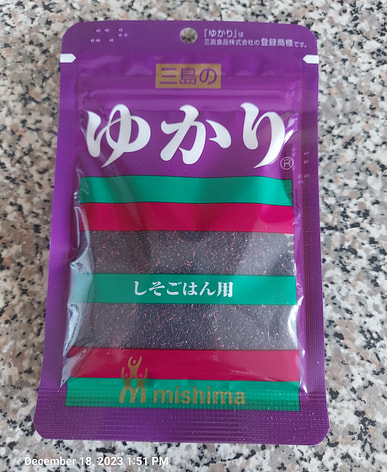 『ゆかり』は
三島食品株式会社の登録商標です。
三島の
ゆかり®
しそごはん用
mishima
December 18, 2023 1:51 PM